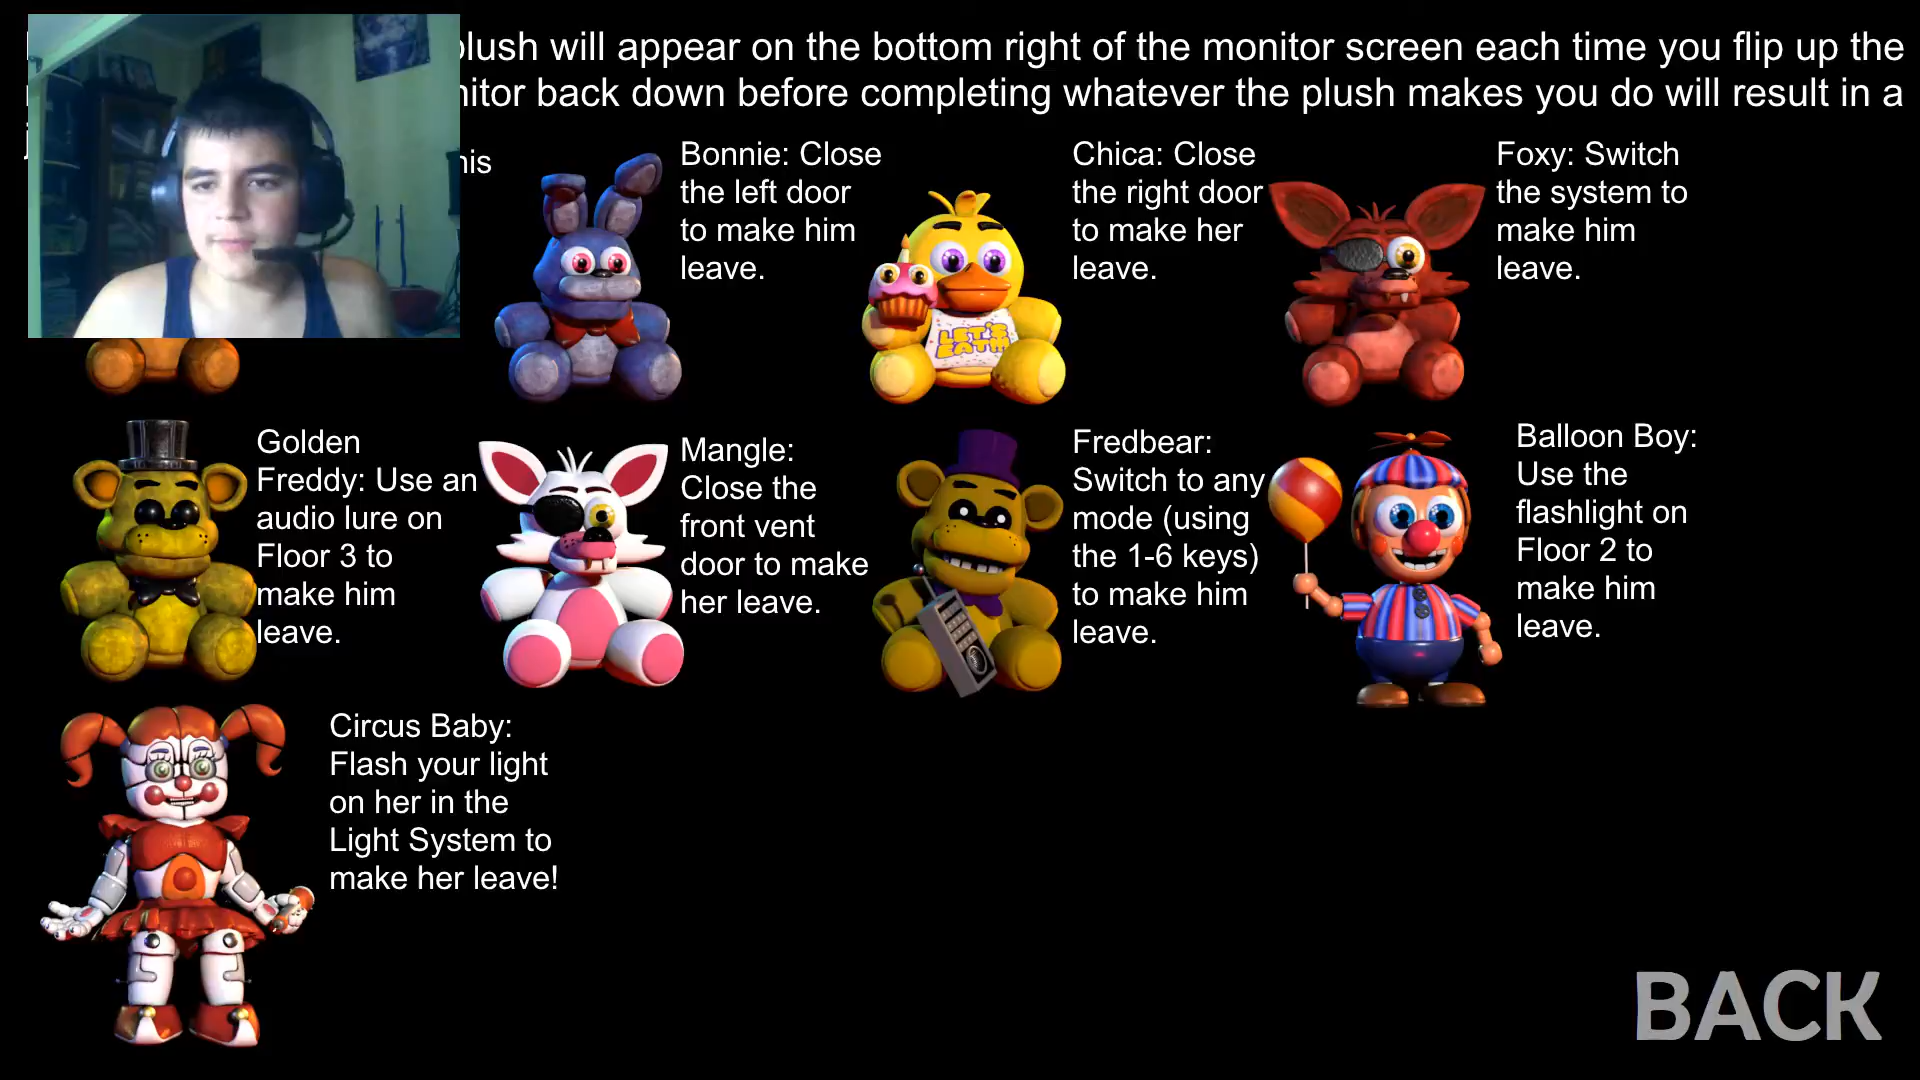 plush will appear on the bottom right of the monitor screen each time you flip up the
nitor back down before completing whatever the plush makes you do will result in a
his
Bonnie: Close
the left door
to make him
leave.
LET'S
EAT!!!
Chica: Close
the right door
to make her
leave.
Foxy: Switch
the system to
make him
leave.
Golden
Freddy: Use an
audio lure on
Floor 3 to
make him
leave.
Mangle:
Close the
front vent
door to make
her leave.
Fredbear:
Switch to any
mode (using
the 1-6 keys)
to make him
leave.
Balloon Boy:
Use the
flashlight on
Floor 2 to
make him
leave.
Circus Baby:
Flash your light
on her in the
Light System to
make her leave!
BACK